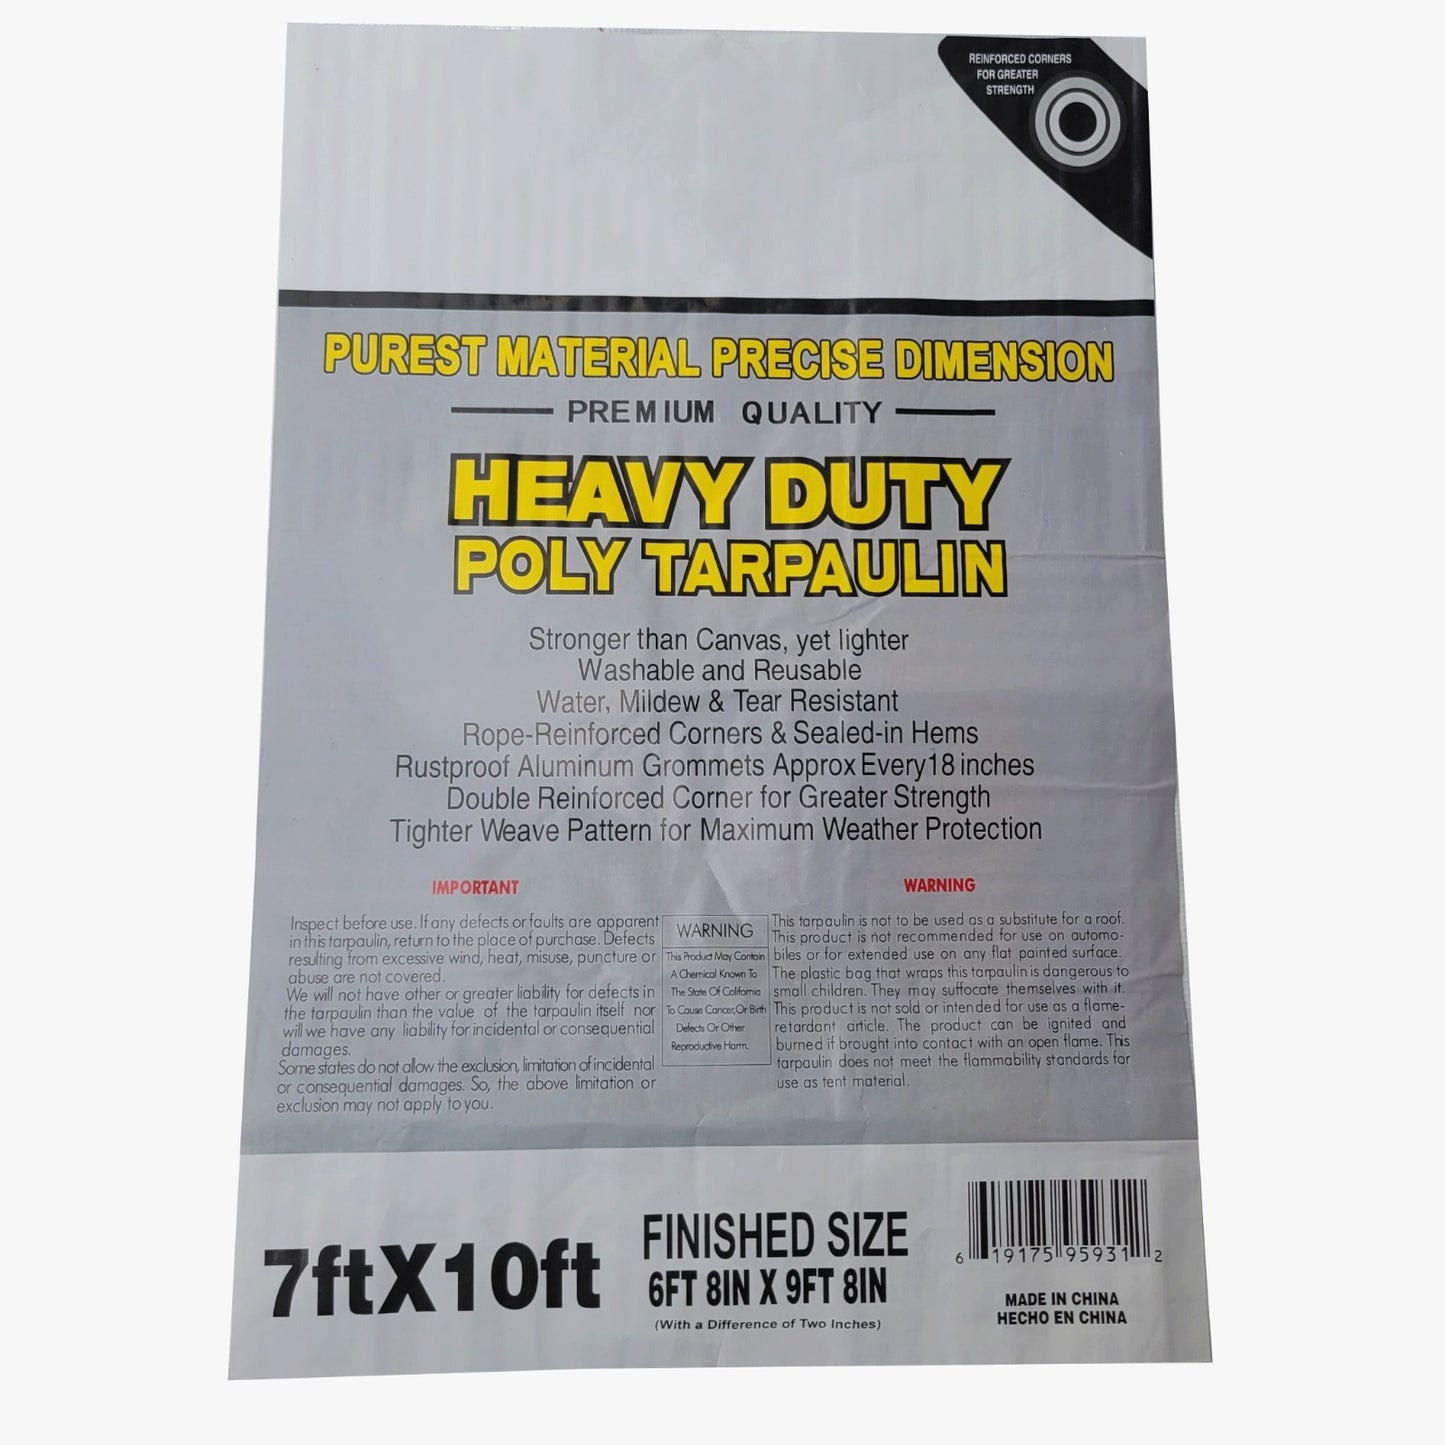 REINFORCED CORNERS
FOR GREATER
STRENGTH
PUREST MATERIAL PRECISE DIMENSION
PREMIUM QUALITY
HEAVY DUTY
POLY TARPAULIN
Stronger than Canvas, yet lighter
Washable and Reusable
Water, Mildew & Tear Resistant
Rope-Reinforced Corners & Sealed-in Hems
Rustproof Aluminum Grommets Approx Every 18 inches
Double Reinforced Corner for Greater Strength
Tighter Weave Pattern for Maximum Weather Protection
IMPORTANT
Inspect before use. If any defects or faults are apparent
in this tarpaulin, return to the place of purchase. Defects
resulting from excessive wind, heat, misuse, puncture or
abuse are not covered.
We will not have other or greater liability for defects in
the tarpaulin than the value of the tarpaulin itself nor
will we have any liability for incidental or consequential
damages.
Some states do not allow the exclusion, limitation of incidental
or consequential damages. So, the above limitation or
exclusion may not apply to you.
WARNING
This Product May Contain
A Chemical Known To
The State Of California
To Cause Cancer,Or Birth
Defects Or Other
Reproductive Harm.
WARNING
This tarpaulin is not to be used as a substitute for a roof.
This product is not recommended for use on automo-
biles or for extended use on any flat painted surface.
The plastic bag that wraps this tarpaulin is dangerous to
small children. They may suffocate themselves with it.
This product is not sold or intended for use as a flame-
retardant article. The product can be ignited and
burned if brought into contact with an open flame. This
tarpaulin does not meet the flammability standards for
use as tent material.
7ftX10ft
FINISHED SIZE
6FT 8IN X 9FT 8IN
(With a Difference of Two Inches)
6 19175 95931 2
MADE IN CHINA
HECHO EN CHINA